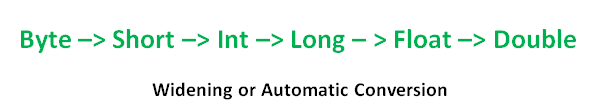 Byte –> Short –> Int –> Long – > Float –> Double
Widening or Automatic Conversion